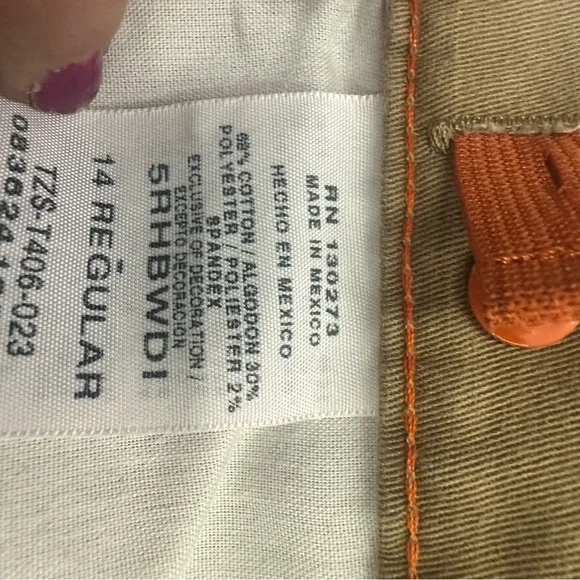 RN 130273
MADE IN MEXICO
HECHO EN MEXICO
68% COTTON / ALGODON 30%
POLYESTER / POLIESTER 2%
SPANDEX
EXCLUSIVE OF DECORATION /
EXCEPTO DECORACION
5RHBWDI
14 REGULAR
TZS-T406-023